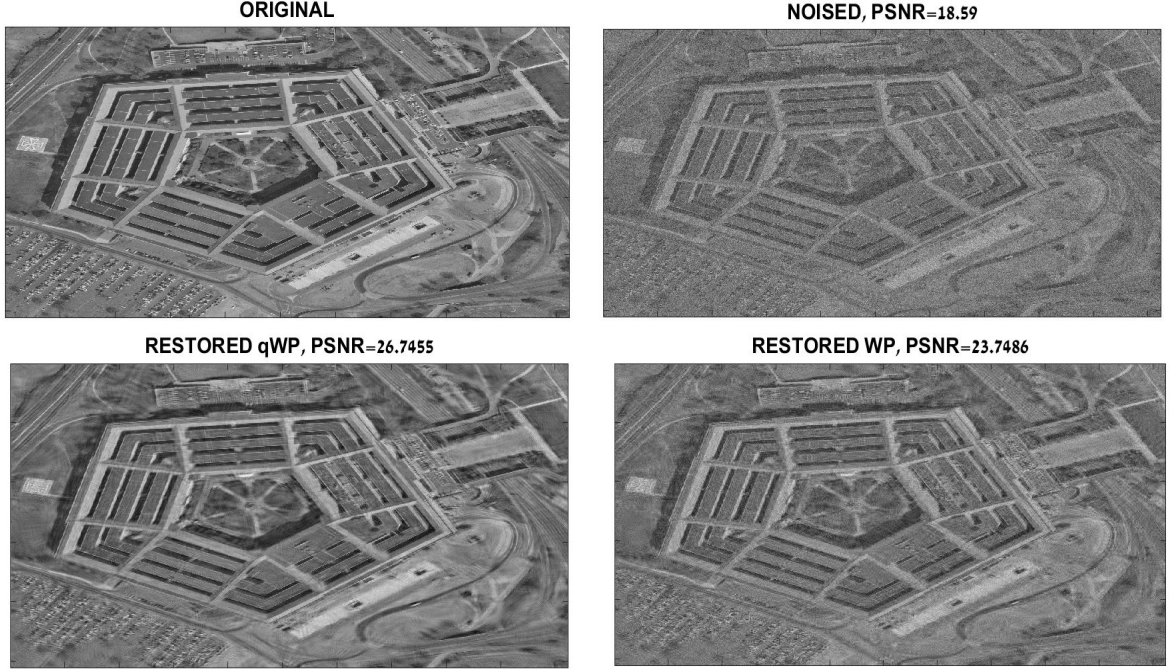 ORIGINAL
NOISED, PSNR=18.59
RESTORED qWP, PSNR=26.7455
RESTORED WP, PSNR=23.7486